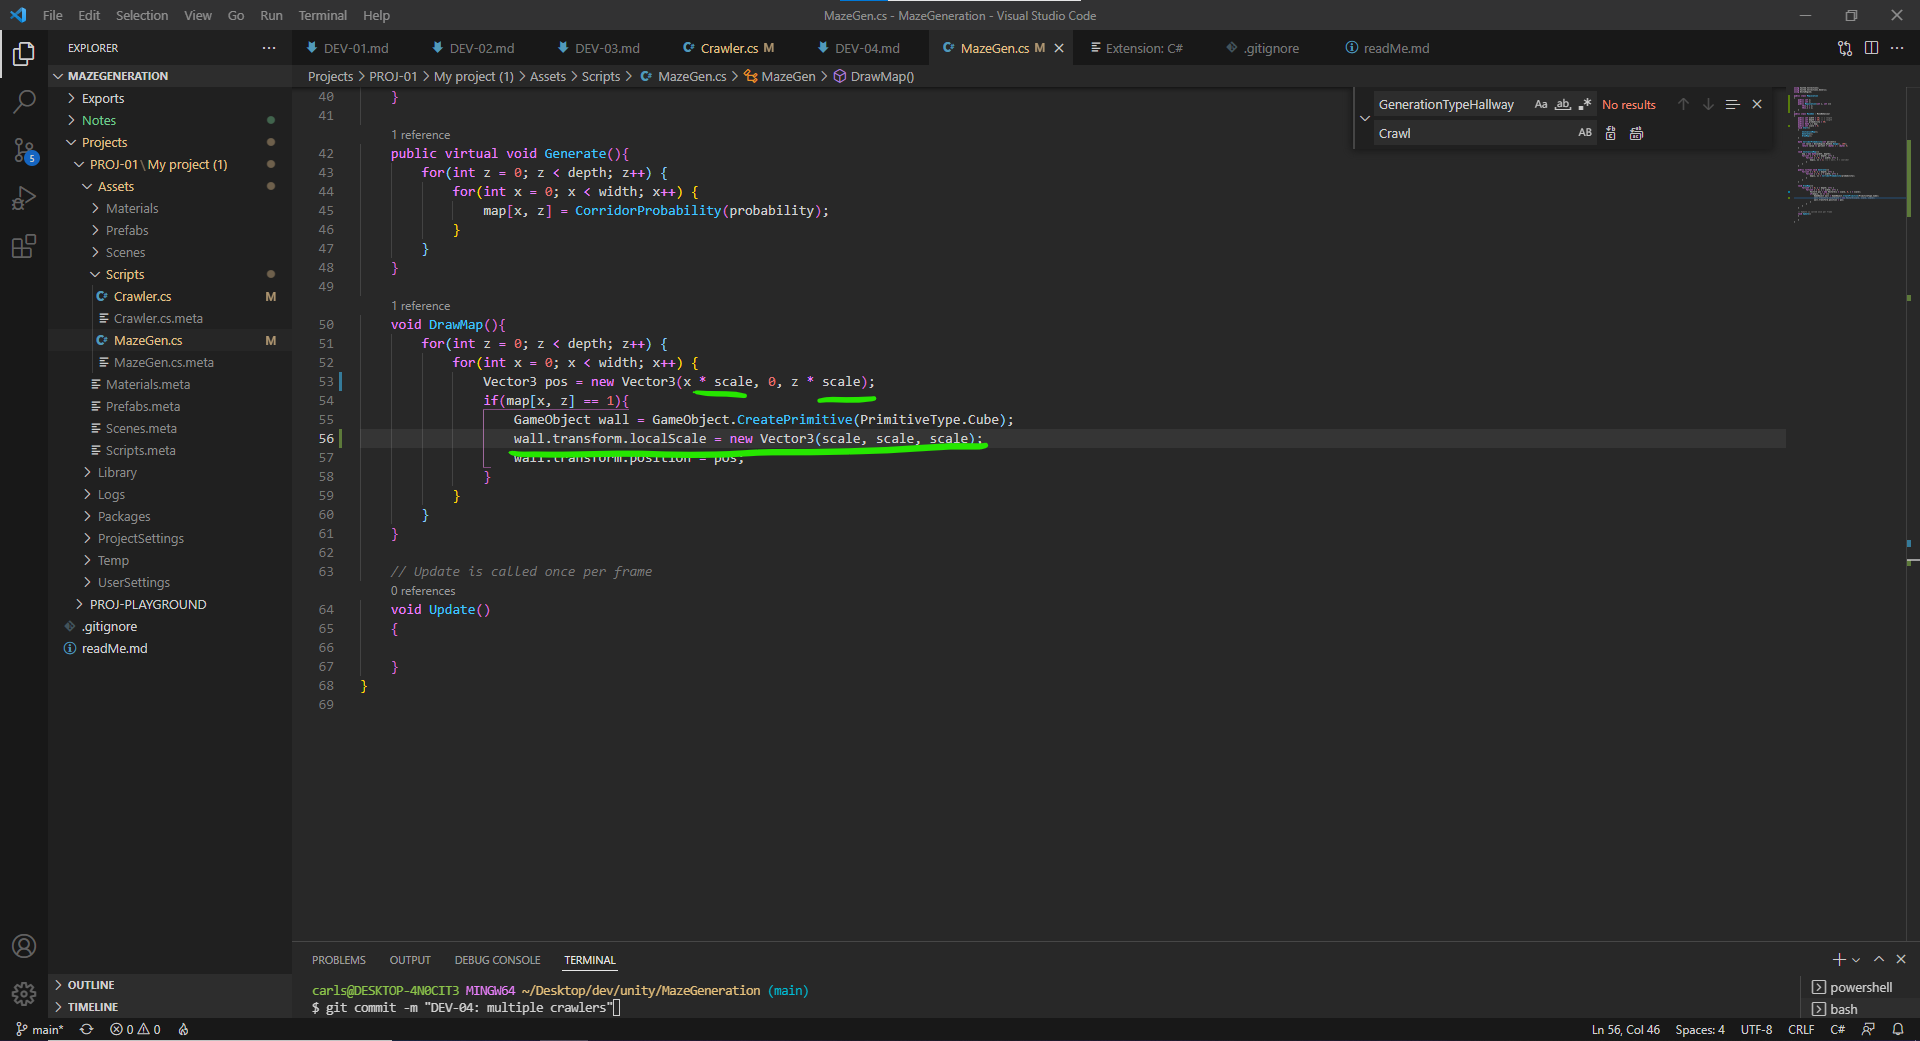 File Edit Selection View Go Run Terminal Help
MazeGen.cs - MazeGeneration - Visual Studio Code
EXPLORER ···
DEV-01.md DEV-02.md DEV-03.md Crawler.cs M DEV-04.md MazeGen.cs M Extension: C# .gitignore readMe.md
MAZEGENERATION
Exports
Notes
Projects
PROJ-01 \ My project (1)
Assets
Materials
Prefabs
Scenes
Scripts
Crawler.cs M
Crawler.cs.meta
MazeGen.cs M
MazeGen.cs.meta
Materials.meta
Prefabs.meta
Scenes.meta
Scripts.meta
Library
Logs
Packages
ProjectSettings
Temp
UserSettings
PROJ-PLAYGROUND
.gitignore
readMe.md
OUTLINE
TIMELINE
Projects > PROJ-01 > My project (1) > Assets > Scripts > MazeGen.cs > MazeGen > DrawMap()
GenerationTypeHallway Aa ab .* No results
Crawl AB
40 }
41
1 reference
42 public virtual void Generate(){
43 for(int z = 0; z < depth; z++) {
44 for(int x = 0; x < width; x++) {
45 map[x, z] = CorridorProbability(probability);
46 }
47 }
48 }
49
1 reference
50 void DrawMap(){
51 for(int z = 0; z < depth; z++) {
52 for(int x = 0; x < width; x++) {
53 Vector3 pos = new Vector3(x * scale, 0, z * scale);
54 if(map[x, z] == 1){
55 GameObject wall = GameObject.CreatePrimitive(PrimitiveType.Cube);
56 wall.transform.localScale = new Vector3(scale, scale, scale);
57 wall.transform.position = pos;
58 }
59 }
60 }
61 }
62
63 // Update is called once per frame
0 references
64 void Update()
65 {
66
67 }
68 }
69
PROBLEMS OUTPUT DEBUG CONSOLE TERMINAL
carls@DESKTOP-4N0CIT3 MINGW64 ~/Desktop/dev/unity/MazeGeneration (main)
$ git commit -m "DEV-04: multiple crawlers"
powershell
bash
5
main* 0 0
Ln 56, Col 46 Spaces: 4 UTF-8 CRLF C#